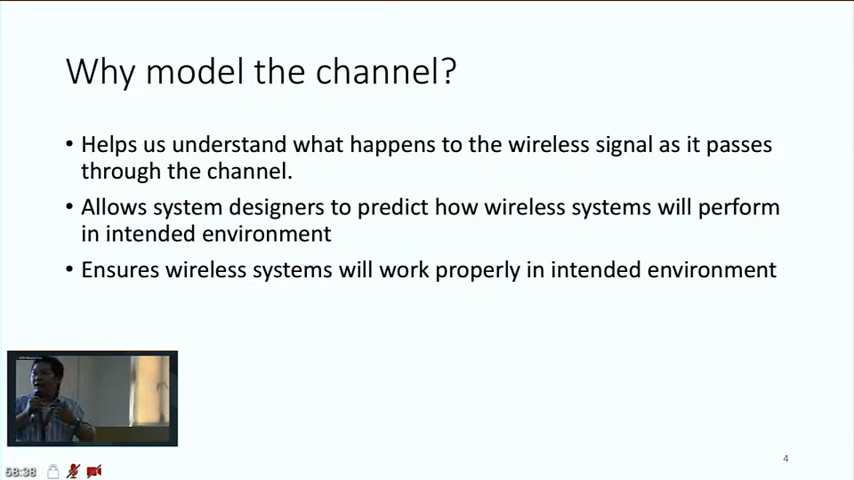 Why model the channel?
• Helps us understand what happens to the wireless signal as it passes
through the channel.
• Allows system designers to predict how wireless systems will perform
in intended environment
• Ensures wireless systems will work properly in intended environment
4
58:38